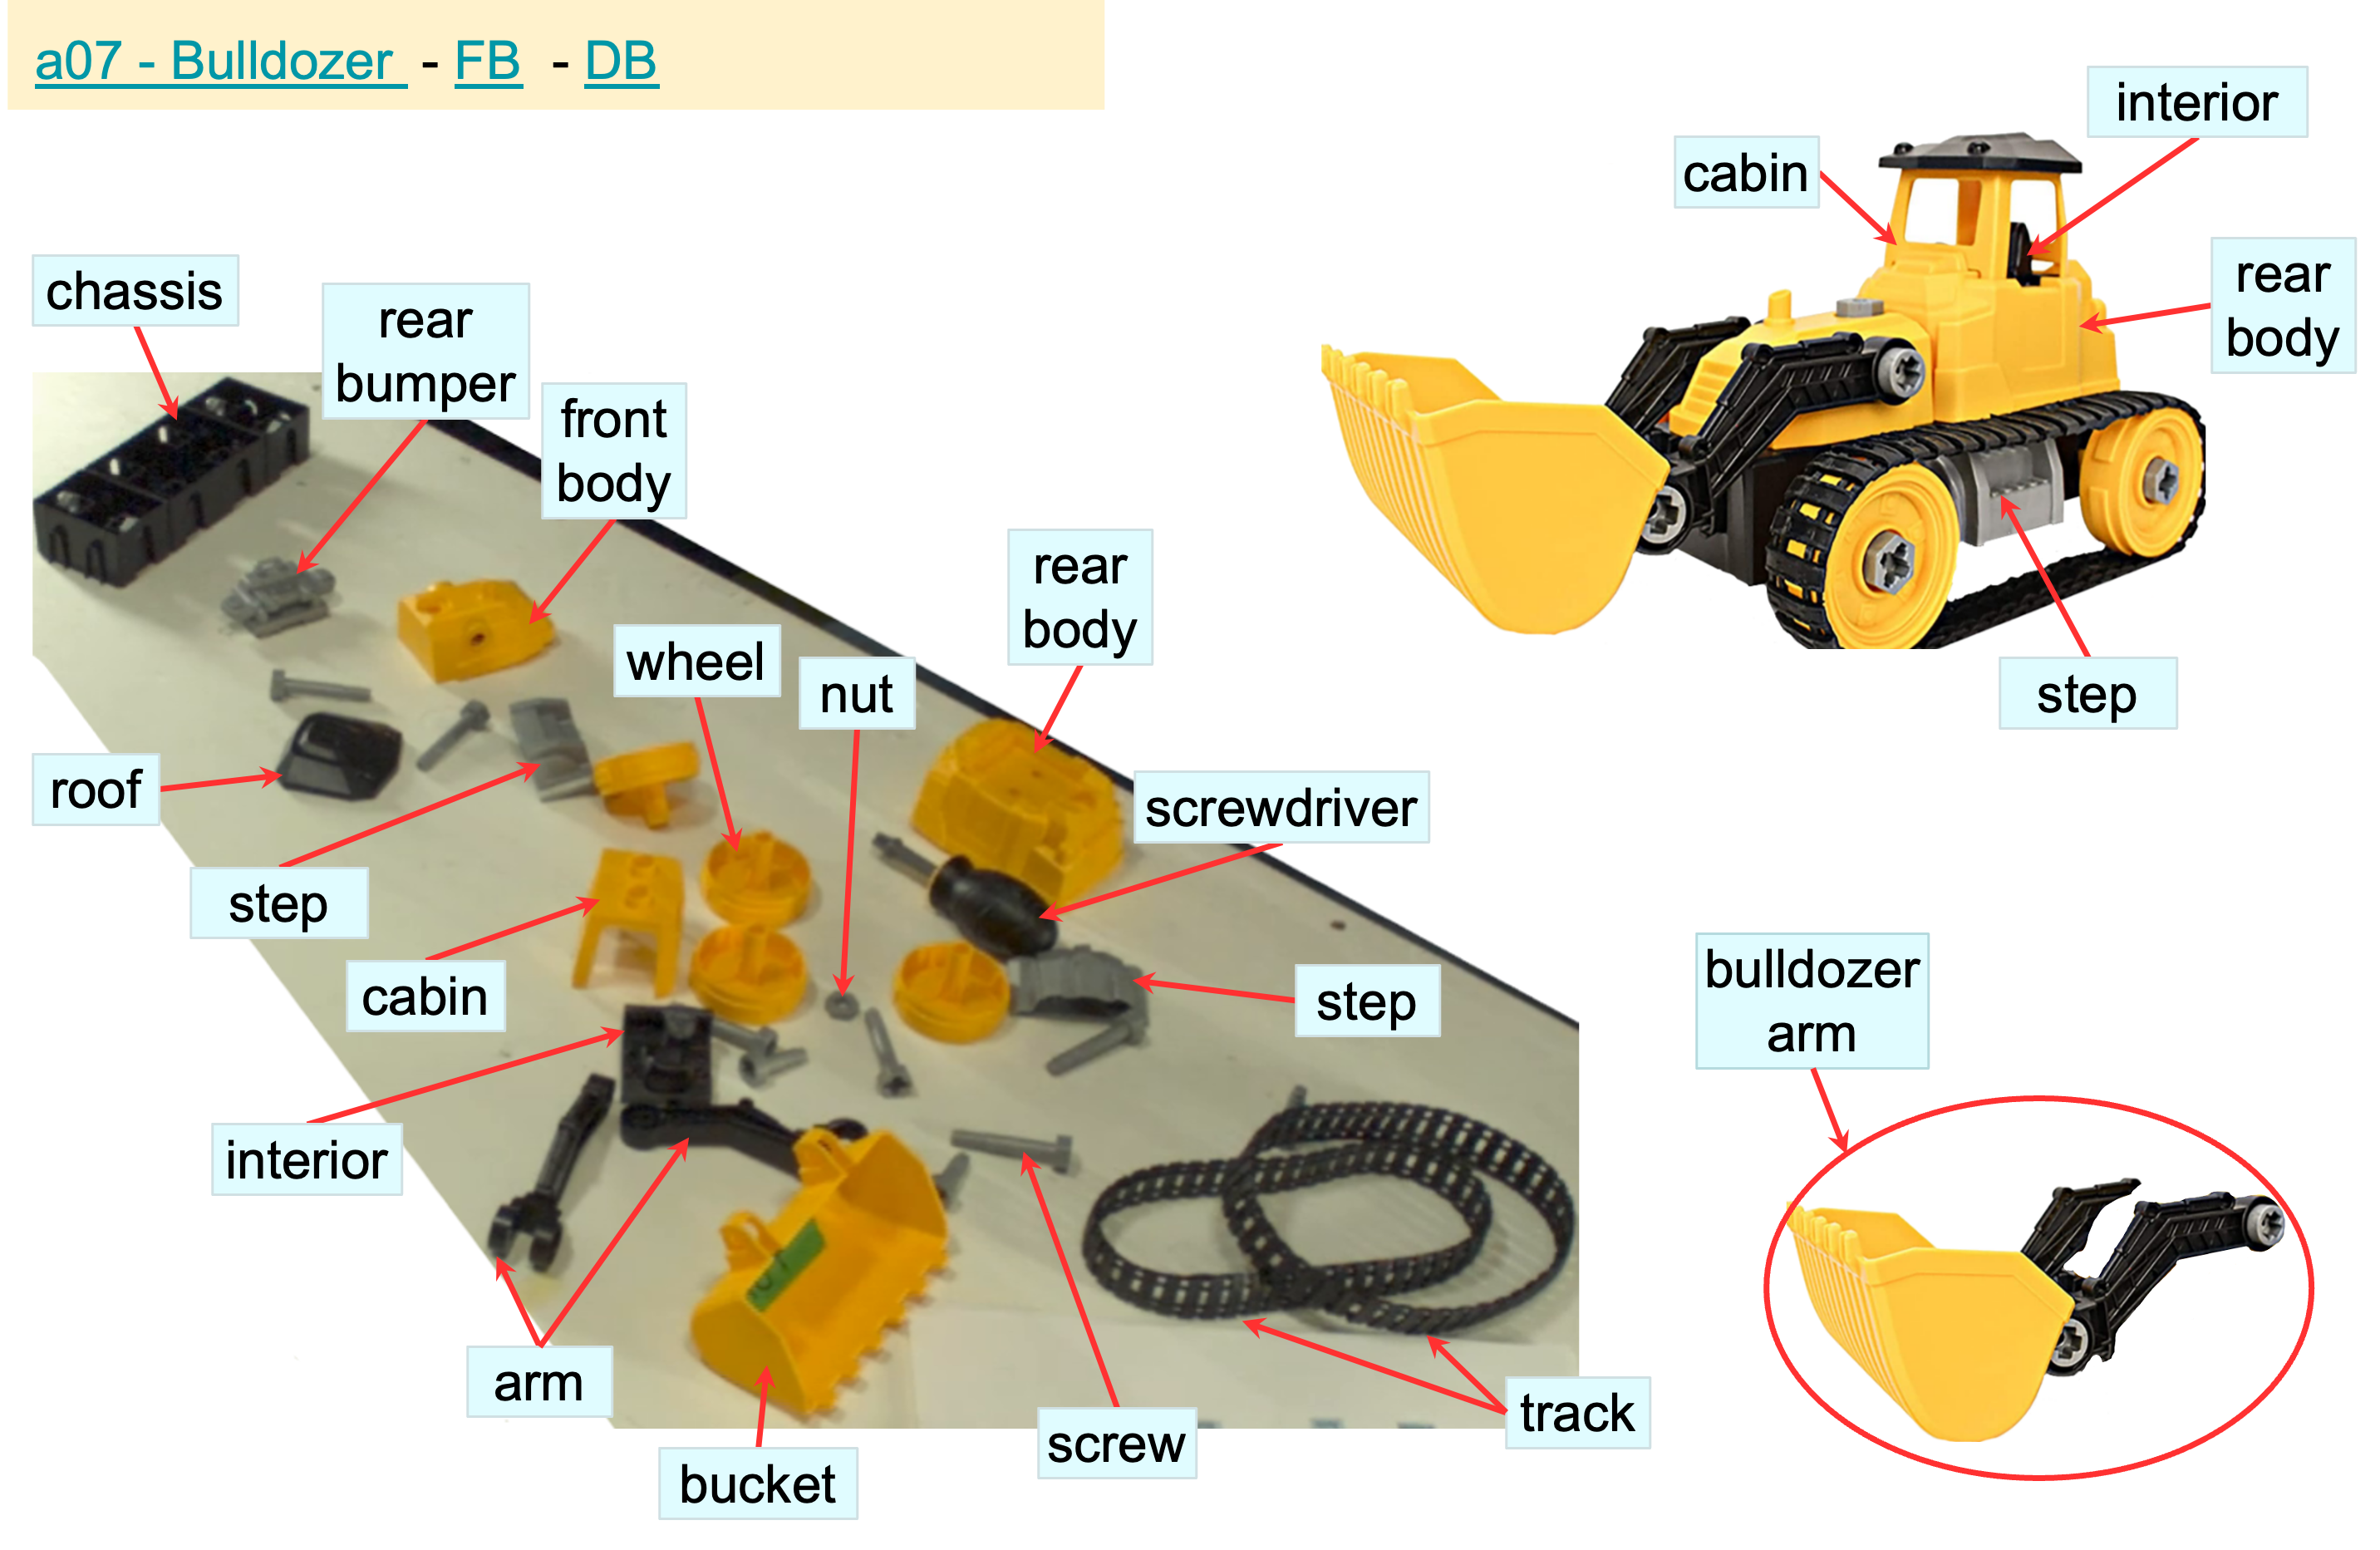 a07 - Bulldozer - FB - DB
interior
cabin
rear
body
chassis
rear
bumper
front
body
rear
body
wheel
nut
step
roof
screwdriver
step
cabin
step
bulldozer
arm
interior
arm
track
screw
bucket